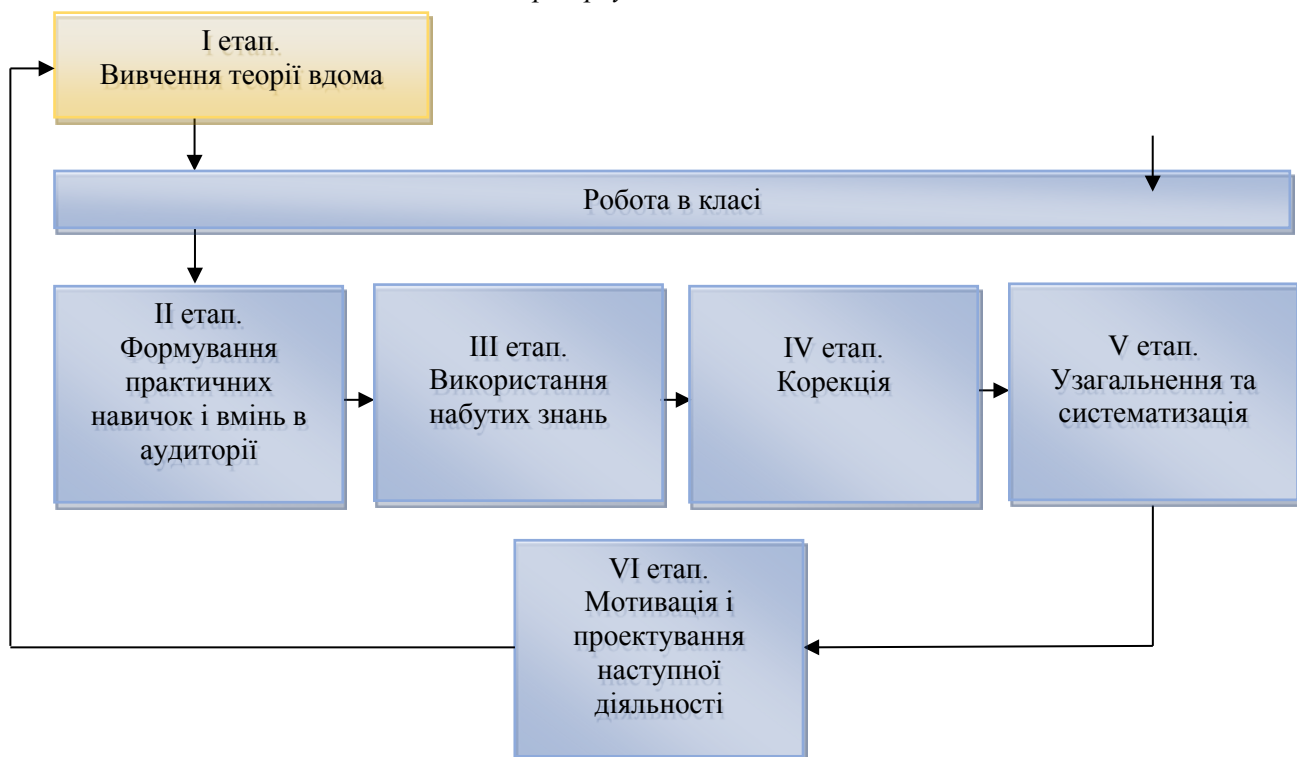 І етап.
Вивчення теорії вдома
Робота в класі
ІІ етап.
Формування
практичних
навичок і вмінь в
аудиторії
ІІІ етап.
Використання
набутих знань
IV етап.
Корекція
V етап.
Узагальнення та
систематизація
VI етап.
Мотивація і
проектування
наступної
діяльності